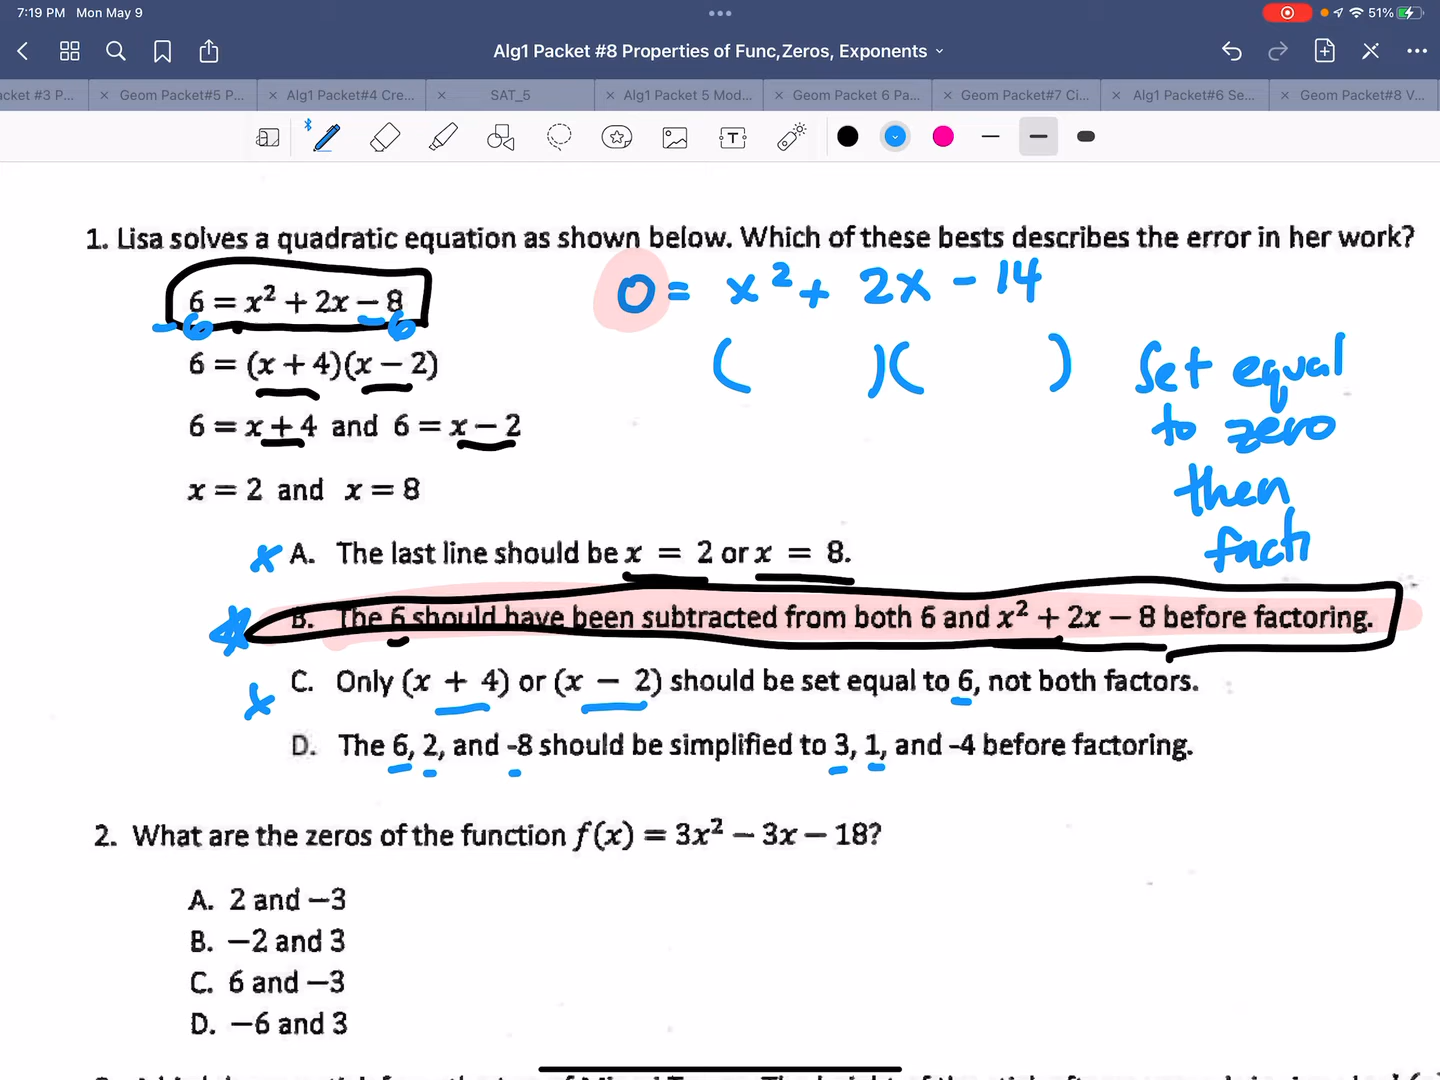 7:19 PM Mon May 9
51%
Alg1 Packet #8 Properties of Func,Zeros, Exponents
acket #3 P... × Geom Packet#5 P... × Alg1 Packet#4 Cre... × SAT_5 × Alg1 Packet 5 Mod... × Geom Packet 6 Pa... × Geom Packet#7 Ci... × Alg1 Packet#6 Se... × Geom Packet#8 V...
1. Lisa solves a quadratic equation as shown below. Which of these bests describes the error in her work?
6 = x² + 2x − 8
−6 −6
0 = x² + 2x − 14
6 = (x + 4)(x − 2)
( )( )
Set equal
to zero
then
fact
6 = x + 4 and 6 = x − 2
x = 2 and x = 8
A. The last line should be x = 2 or x = 8.
B. The 6 should have been subtracted from both 6 and x² + 2x − 8 before factoring.
C. Only (x + 4) or (x − 2) should be set equal to 6, not both factors.
D. The 6, 2, and -8 should be simplified to 3, 1, and -4 before factoring.
2. What are the zeros of the function f(x) = 3x² − 3x − 18?
A. 2 and −3
B. −2 and 3
C. 6 and −3
D. −6 and 3